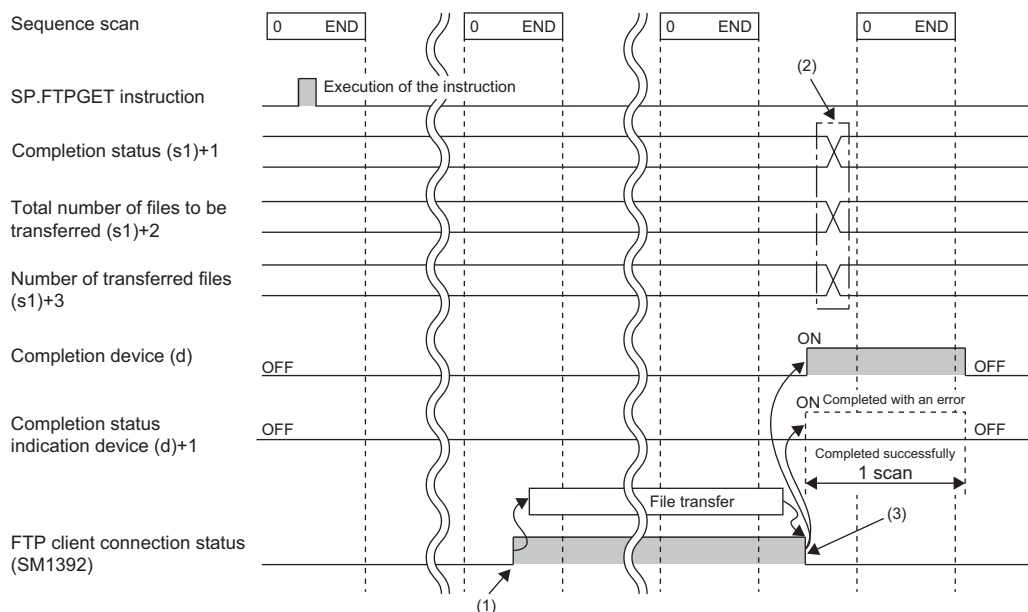 Sequence scan
0 END
0 END
0 END
0 END
SP.FTPGET instruction
Execution of the instruction
(2)
Completion status (s1)+1
Total number of files to be
transferred (s1)+2
Number of transferred files
(s1)+3
Completion device (d)
OFF
ON
OFF
Completion status
indication device (d)+1
OFF
ON
Completed with an error
OFF
Completed successfully
1 scan
File transfer
(3)
FTP client connection status
(SM1392)
(1)